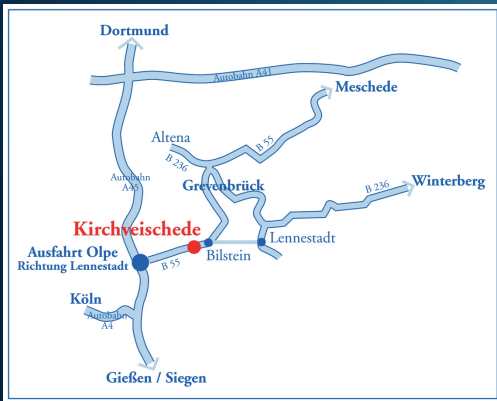 Dortmund
Autobahn A41
Meschede
Altena
B 55
B 236
Autobahn
A45
Grevenbrück
B 236
Winterberg
Kirchveischede
Lennestadt
Ausfahrt Olpe
Richtung Lennestadt
B 55
Bilstein
Köln
Autobahn
A4
Gießen / Siegen